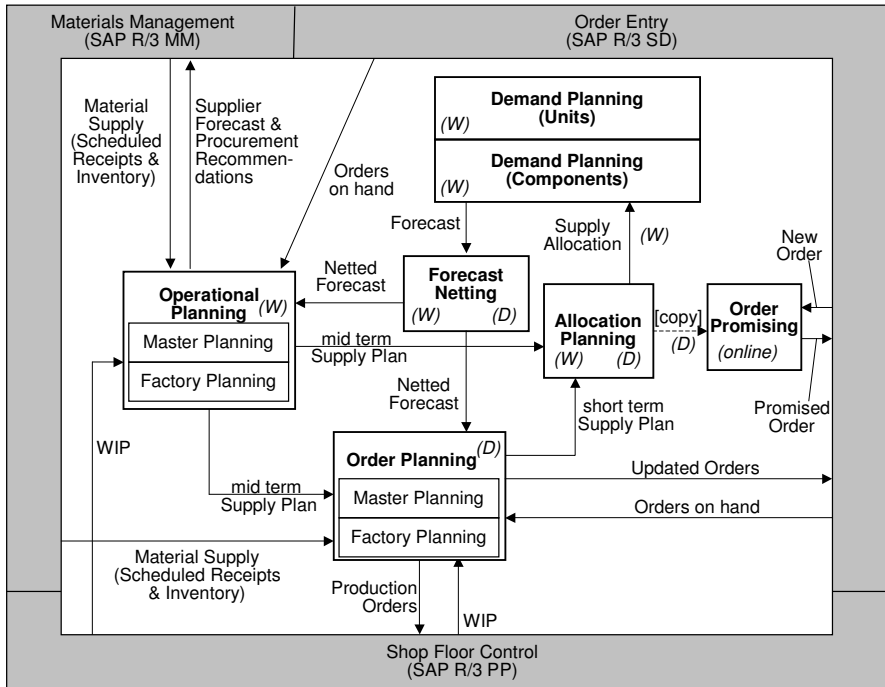 Materials Management
(SAP R/3 MM)
Order Entry
(SAP R/3 SD)
Material
Supply
(Scheduled
Receipts &
Inventory)
Supplier
Forecast &
Procurement
Recommen-
dations
Orders
on hand
Demand Planning
(Units)
(W)
Demand Planning
(Components)
(W)
Forecast
Supply
Allocation
(W)
New
Order
Netted
Forecast
Forecast
Netting
(W)
(D)
Operational
Planning
(W)
Master Planning
Factory Planning
mid term
Supply Plan
Allocation
Planning
(W)
(D)
[copy]
(D)
Order
Promising
(online)
Promised
Order
Netted
Forecast
short term
Supply Plan
WIP
mid term
Supply Plan
Order Planning
(D)
Master Planning
Factory Planning
Updated Orders
Orders on hand
Material Supply
(Scheduled Receipts
& Inventory)
Production
Orders
WIP
Shop Floor Control
(SAP R/3 PP)